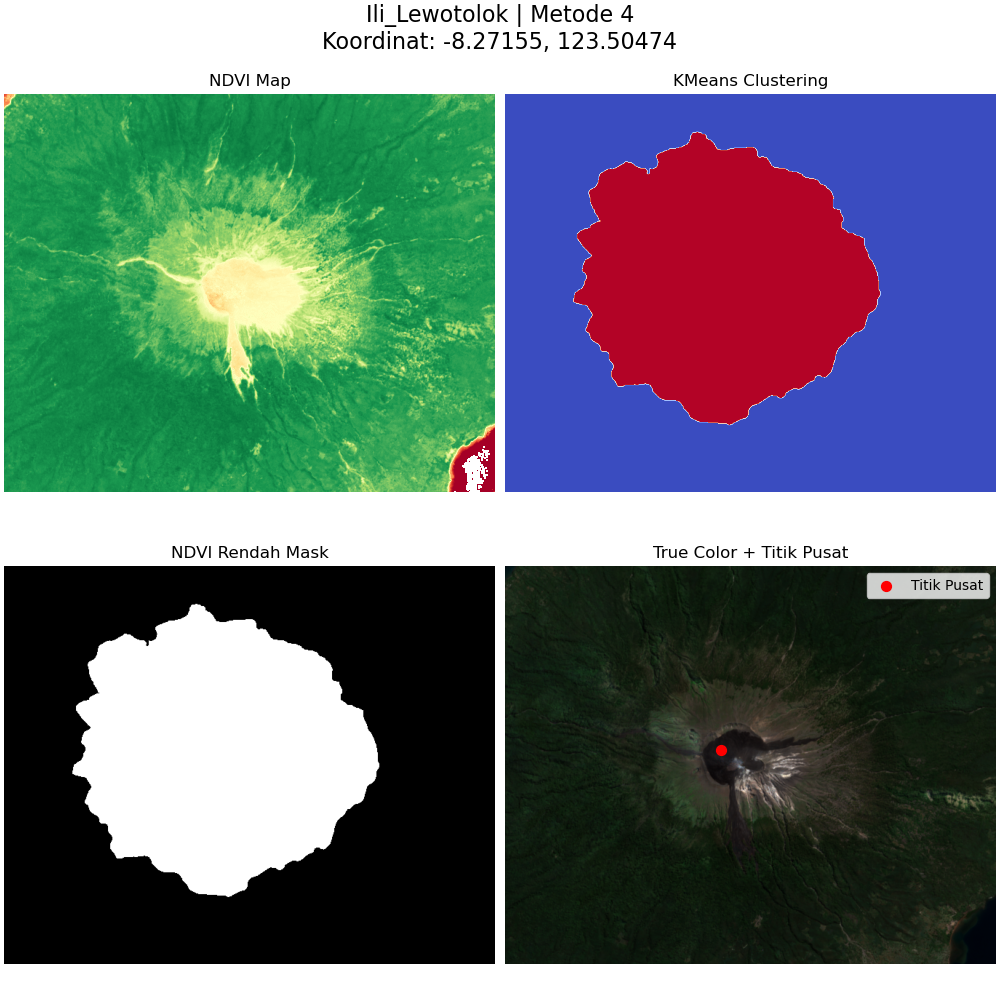 Ili_Lewotolok | Metode 4
Koordinat: -8.27155, 123.50474
NDVI Map
KMeans Clustering
NDVI Rendah Mask
True Color + Titik Pusat
Titik Pusat